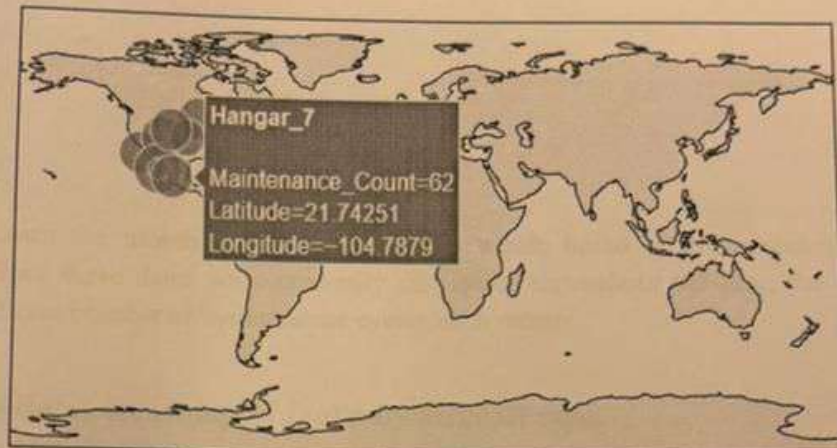 Hangar_7
Maintenance_Count=62
Latitude=21.74251
Longitude=−104.7879